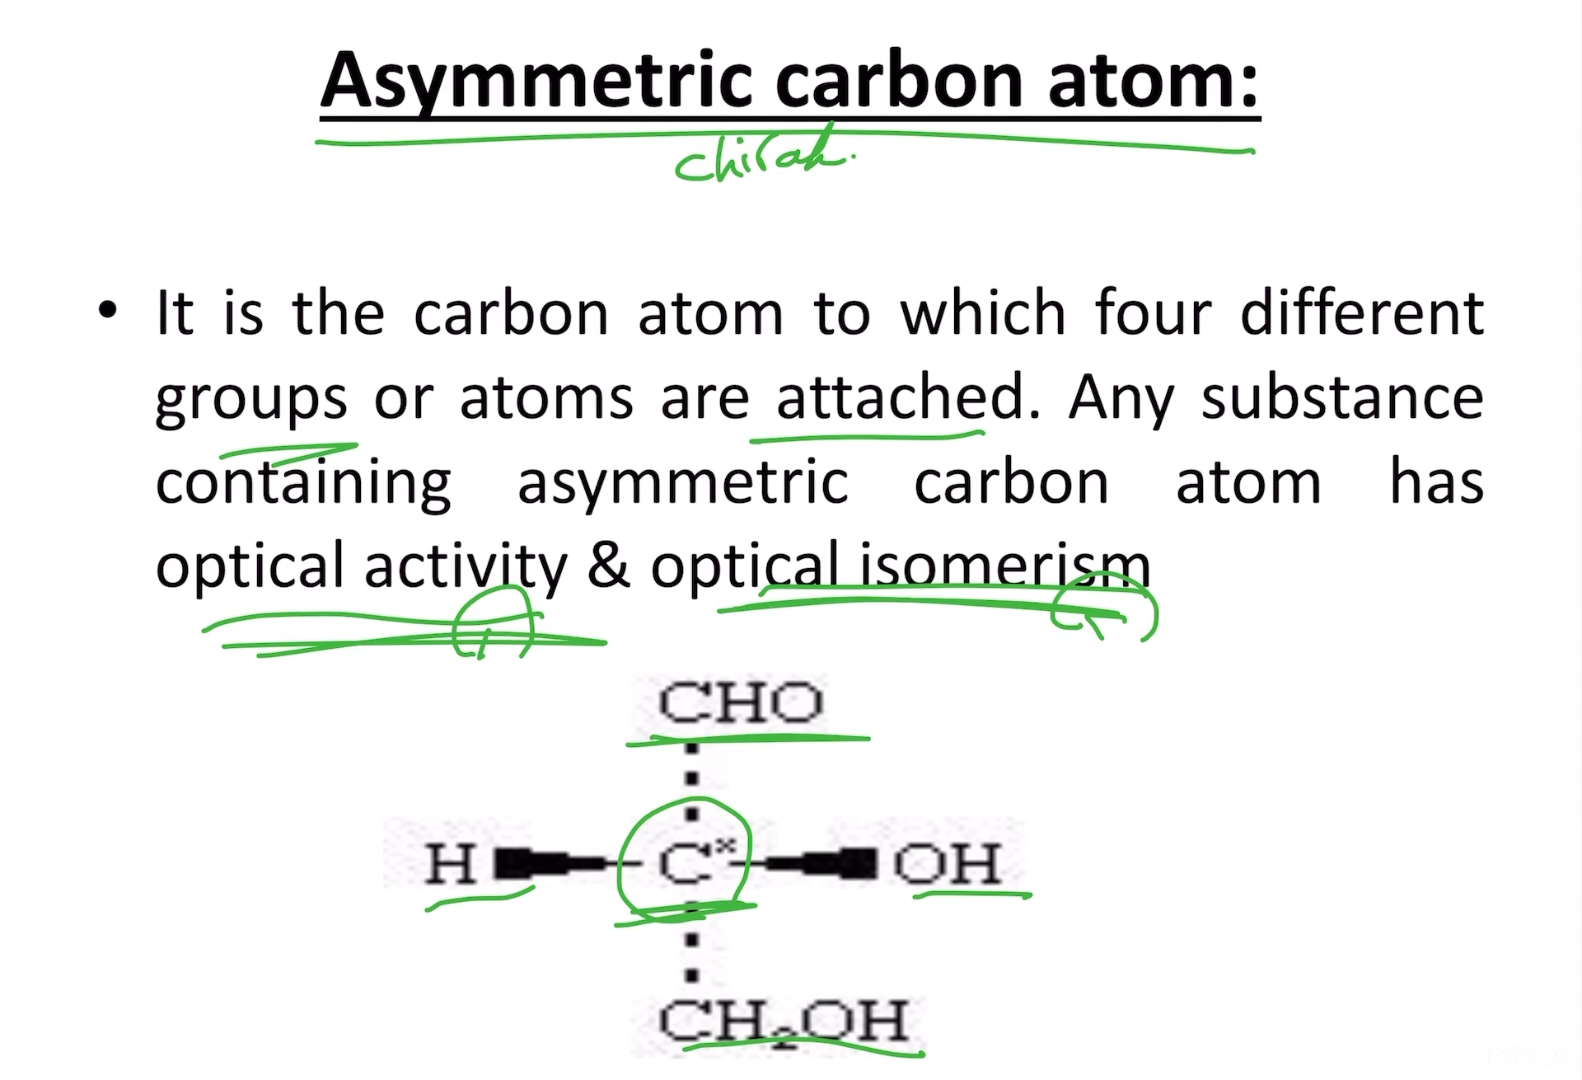 Asymmetric carbon atom:
chiral.
• It is the carbon atom to which four different
groups or atoms are attached. Any substance
containing asymmetric carbon atom has
optical activity & optical isomerism
CHO
H C* OH
CH₂OH